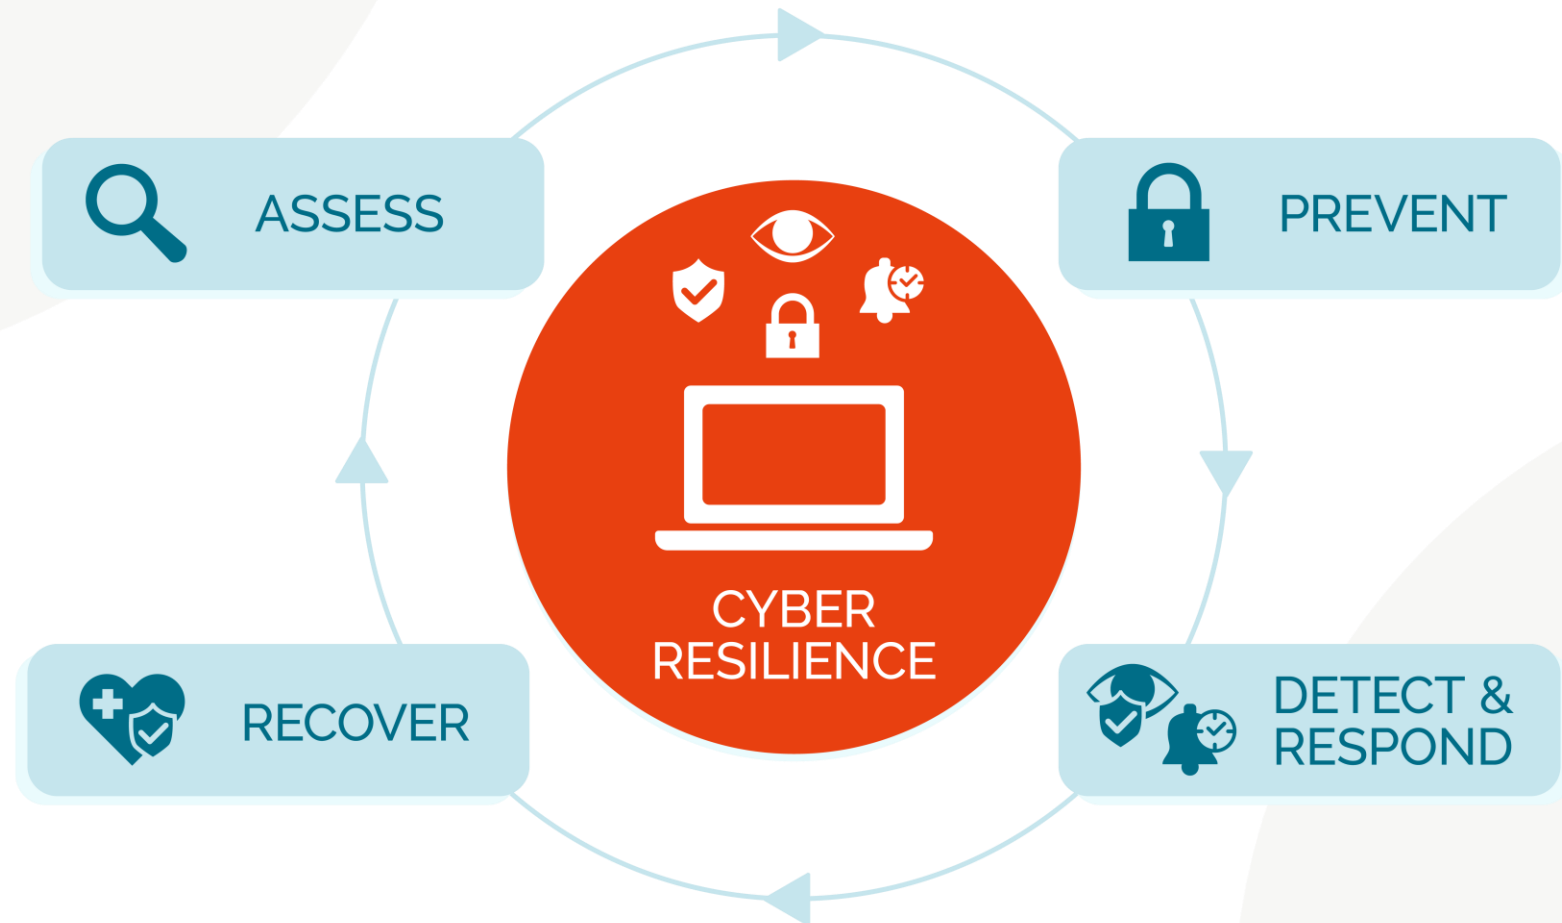 ASSESS
PREVENT
CYBER
RESILIENCE
RECOVER
DETECT &
RESPOND